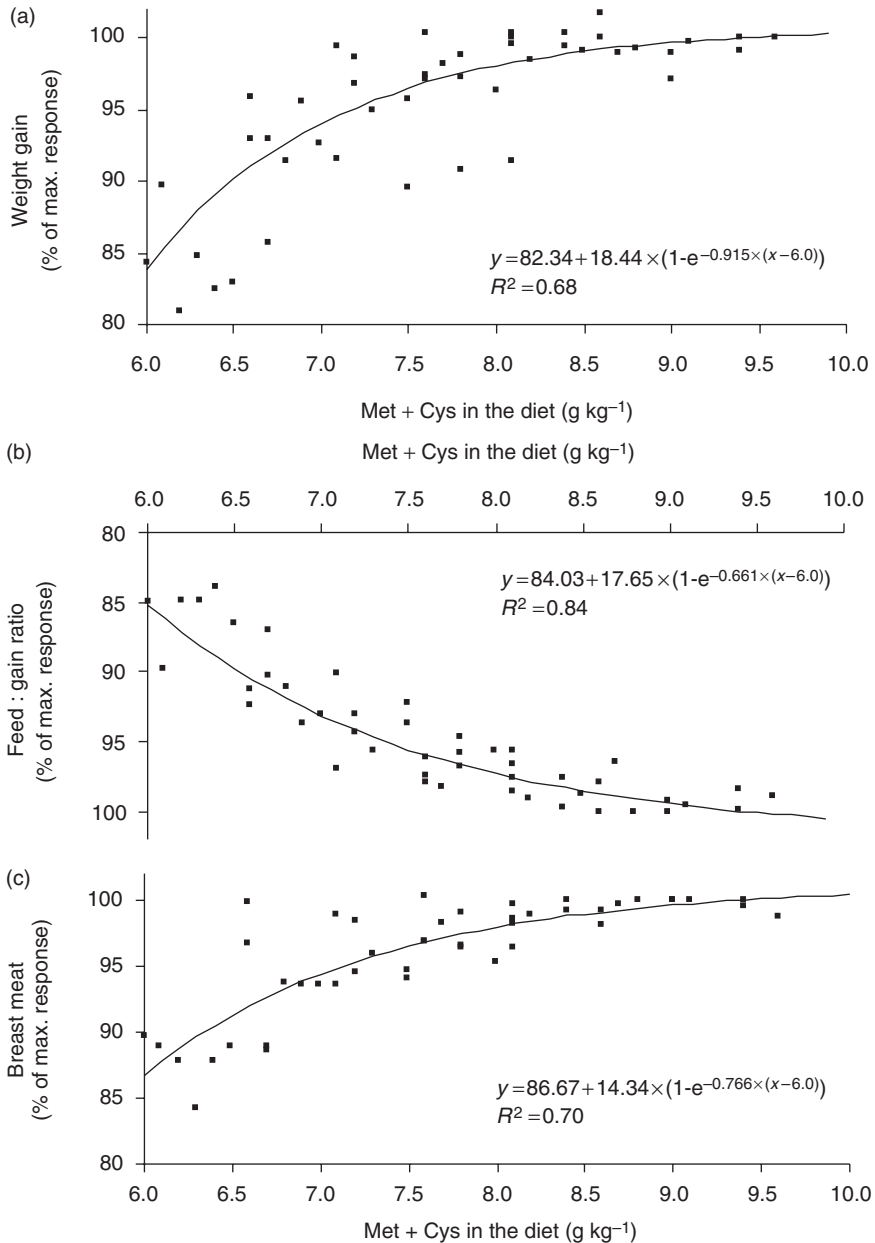 (a)
100
95
90
85
80
Weight gain
(% of max. response)
y=82.34+18.44×(1-e–0.915×(x–6.0))
R2=0.68
6.0 6.5 7.0 7.5 8.0 8.5 9.0 9.5 10.0
Met + Cys in the diet (g kg–1)
(b)
Met + Cys in the diet (g kg–1)
6.0 6.5 7.0 7.5 8.0 8.5 9.0 9.5 10.0
80
85
90
95
100
Feed : gain ratio
(% of max. response)
y=84.03+17.65×(1-e–0.661×(x–6.0))
R2=0.84
(c)
100
95
90
85
80
Breast meat
(% of max. response)
y=86.67+14.34×(1-e–0.766×(x–6.0))
R2=0.70
6.0 6.5 7.0 7.5 8.0 8.5 9.0 9.5 10.0
Met + Cys in the diet (g kg–1)